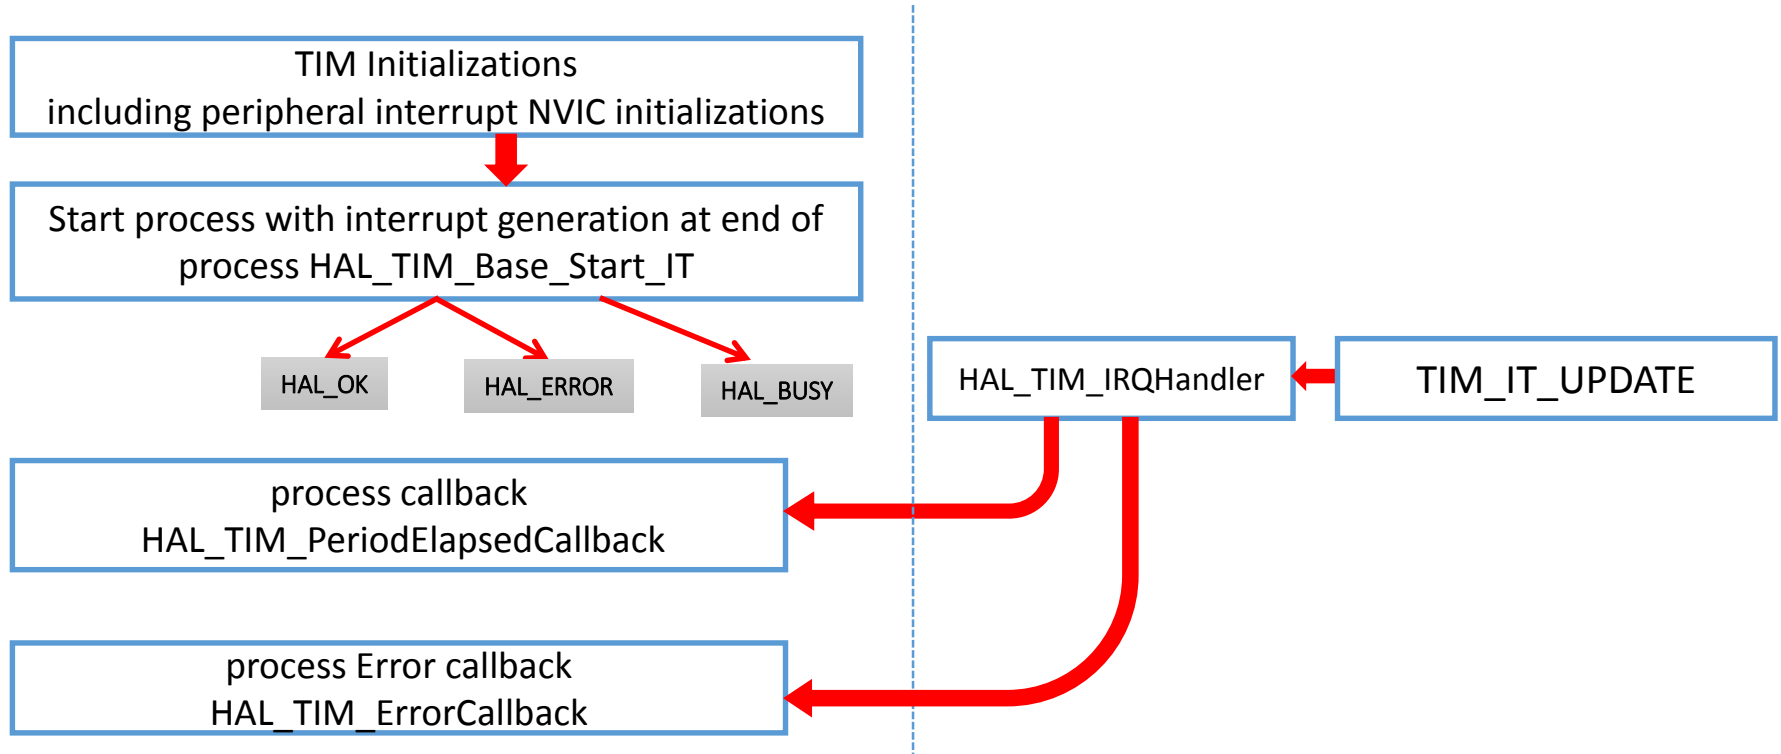 TIM Initializations
including peripheral interrupt NVIC initializations
Start process with interrupt generation at end of
process HAL_TIM_Base_Start_IT
HAL_OK
HAL_ERROR
HAL_BUSY
HAL_TIM_IRQHandler
TIM_IT_UPDATE
process callback
HAL_TIM_PeriodElapsedCallback
process Error callback
HAL_TIM_ErrorCallback